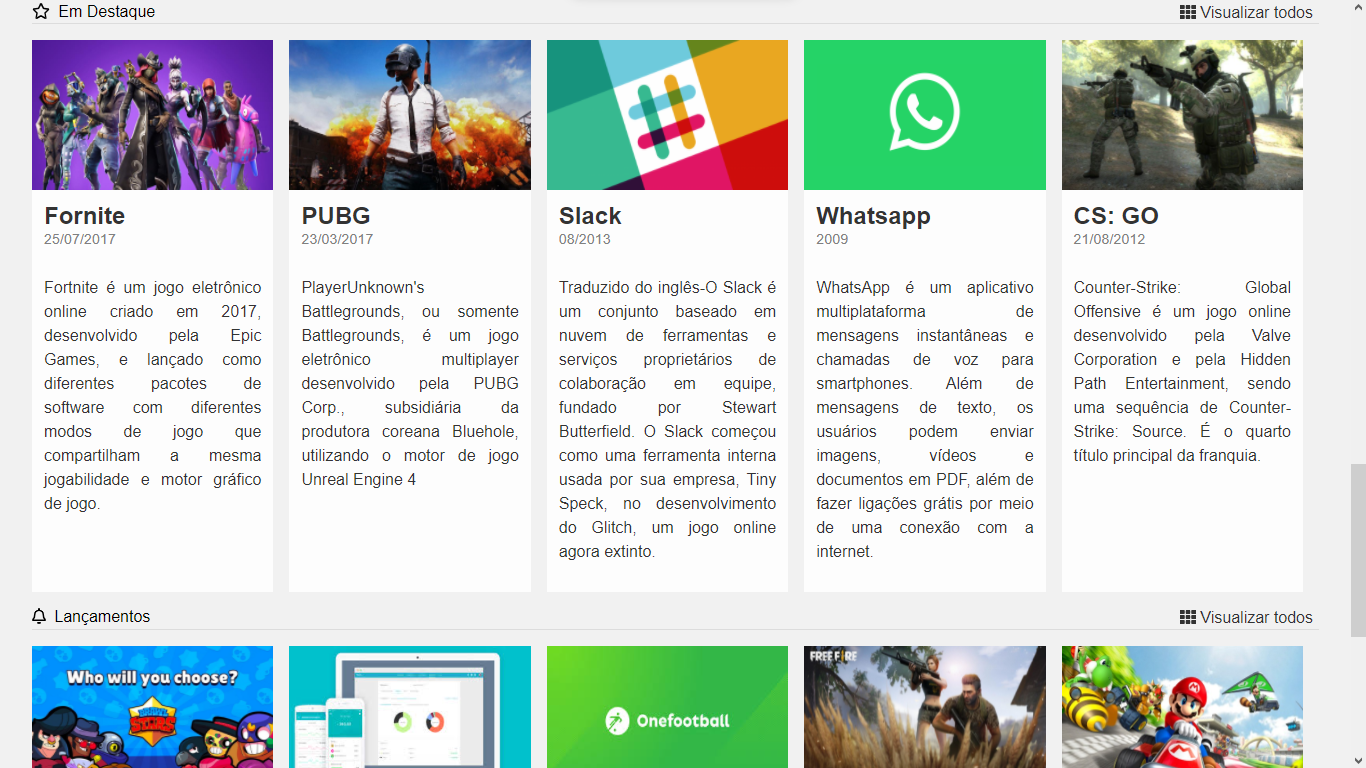 Em Destaque
Visualizar todos
Fornite
25/07/2017
Fortnite é um jogo eletrônico
online criado em 2017,
desenvolvido pela Epic
Games, e lançado como
diferentes pacotes de
software com diferentes
modos de jogo que
compartilham a mesma
jogabilidade e motor gráfico
de jogo.
PUBG
23/03/2017
PlayerUnknown's
Battlegrounds, ou somente
Battlegrounds, é um jogo
eletrônico multiplayer
desenvolvido pela PUBG
Corp., subsidiária da
produtora coreana Bluehole,
utilizando o motor de jogo
Unreal Engine 4
Slack
08/2013
Traduzido do inglês-O Slack é
um conjunto baseado em
nuvem de ferramentas e
serviços proprietários de
colaboração em equipe,
fundado por Stewart
Butterfield. O Slack começou
como uma ferramenta interna
usada por sua empresa, Tiny
Speck, no desenvolvimento
do Glitch, um jogo online
agora extinto.
Whatsapp
2009
WhatsApp é um aplicativo
multiplataforma de
mensagens instantâneas e
chamadas de voz para
smartphones. Além de
mensagens de texto, os
usuários podem enviar
imagens, vídeos e
documentos em PDF, além de
fazer ligações grátis por meio
de uma conexão com a
internet.
CS: GO
21/08/2012
Counter-Strike: Global
Offensive é um jogo online
desenvolvido pela Valve
Corporation e pela Hidden
Path Entertainment, sendo
uma sequência de Counter-
Strike: Source. É o quarto
título principal da franquia.
Lançamentos
Visualizar todos
Who will you choose?
BRAWL
STARS
Onefootball
FREE FIRE